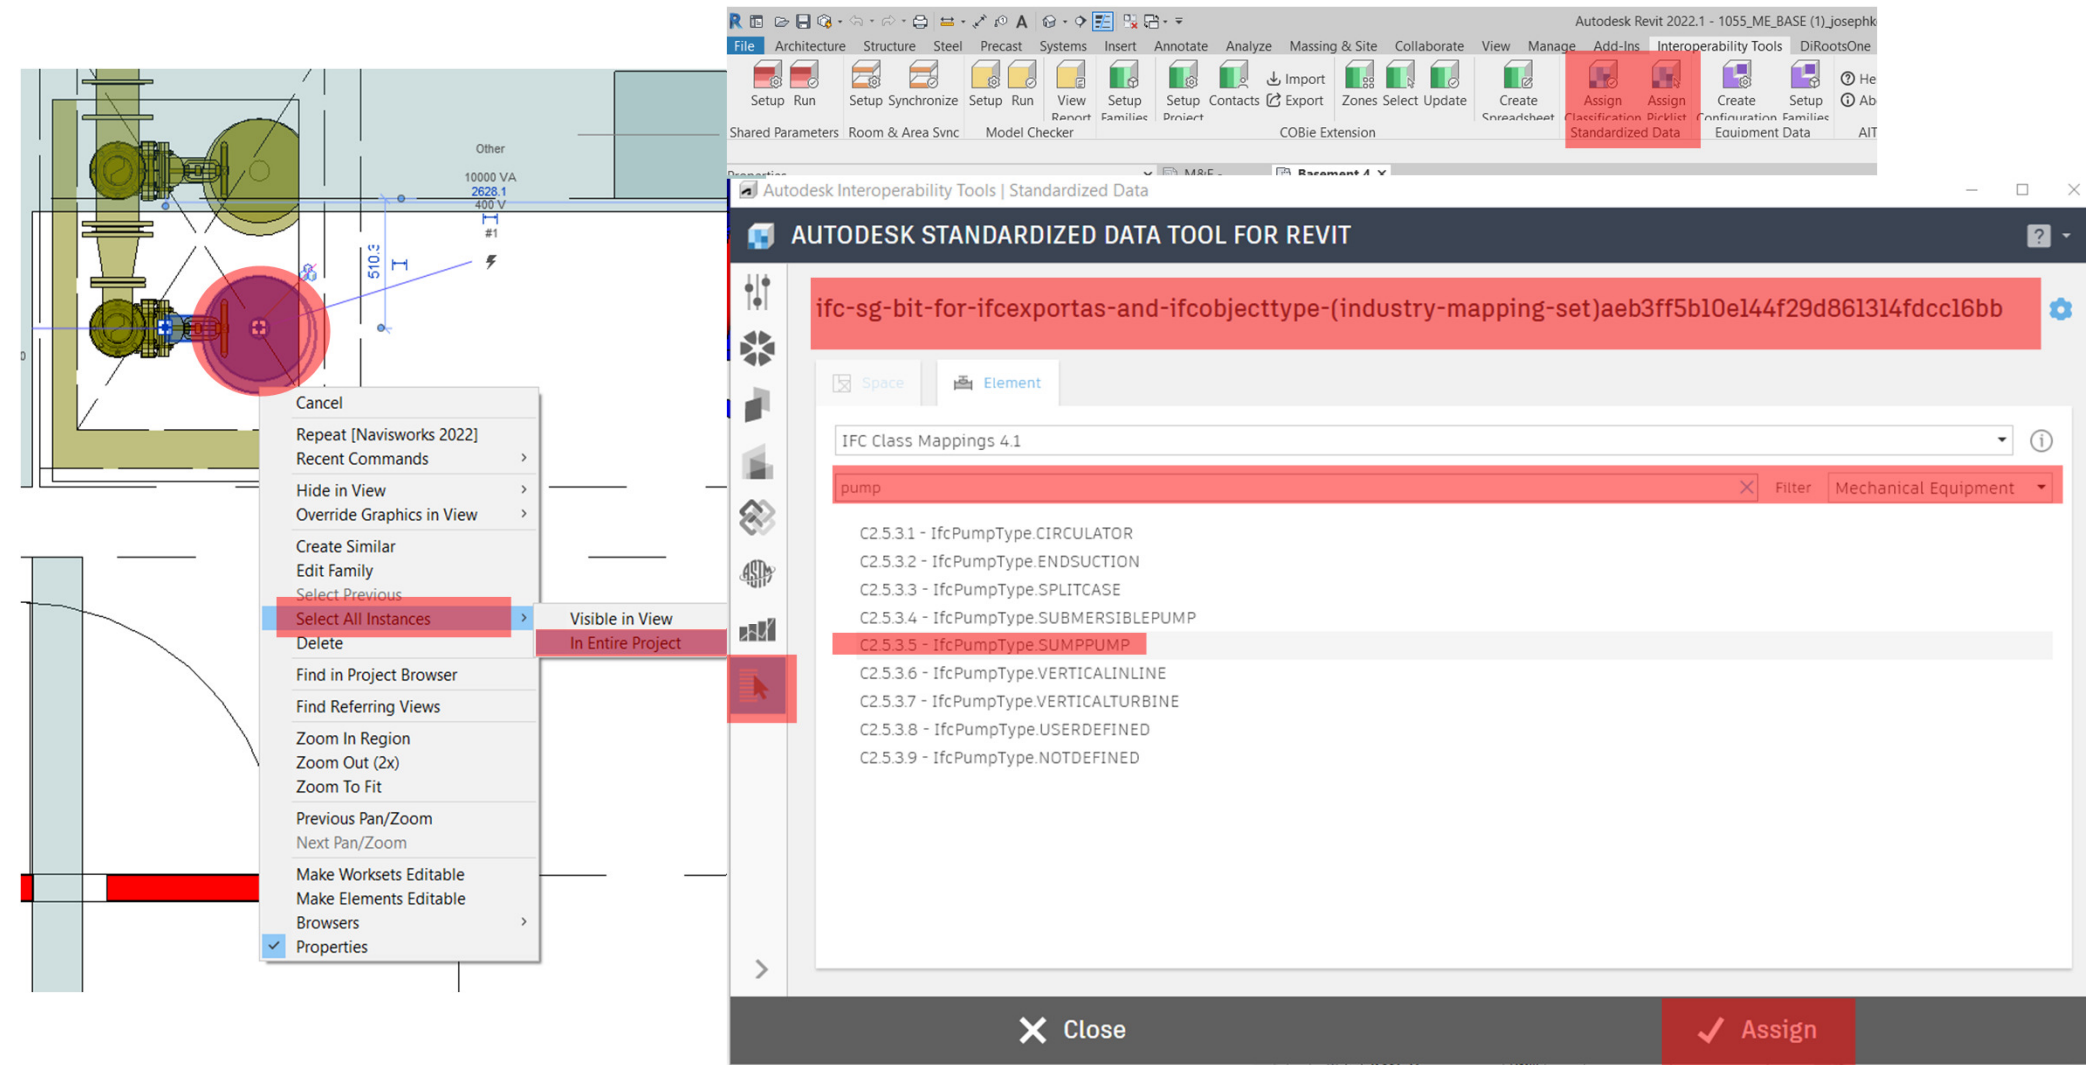 Autodesk Revit 2022.1 - 1055_ME_BASE (1)_josephk
File Architecture Structure Steel Precast Systems Insert Annotate Analyze Massing & Site Collaborate View Manage Add-Ins Interoperability Tools DiRootsOne
Import
He
Setup Run Setup Synchronize Setup Run View Setup Setup Contacts Export Zones Select Update Create Assign Assign Create Setup Ab
Report Families Project Spreadsheet Classification Picklist Configuration Families
Shared Parameters Room & Area Sync Model Checker COBie Extension Standardized Data Equipment Data AIT
Properties M&E - Basement 4
Autodesk Interoperability Tools | Standardized Data
AUTODESK STANDARDIZED DATA TOOL FOR REVIT
?
ifc-sg-bit-for-ifcexportas-and-ifcobjecttype-(industry-mapping-set)aeb3ff5b10e144f29d861314fdcc16bb
Space Element
IFC Class Mappings 4.1
pump Filter Mechanical Equipment
C2.5.3.1 - IfcPumpType.CIRCULATOR
C2.5.3.2 - IfcPumpType.ENDSUCTION
C2.5.3.3 - IfcPumpType.SPLITCASE
C2.5.3.4 - IfcPumpType.SUBMERSIBLEPUMP
C2.5.3.5 - IfcPumpType.SUMPPUMP
C2.5.3.6 - IfcPumpType.VERTICALINLINE
C2.5.3.7 - IfcPumpType.VERTICALTURBINE
C2.5.3.8 - IfcPumpType.USERDEFINED
C2.5.3.9 - IfcPumpType.NOTDEFINED
ASTM
Close Assign
Other
10000 VA
2628.1
400 V
#1
510.3
Cancel
Repeat [Navisworks 2022]
Recent Commands
Hide in View
Override Graphics in View
Create Similar
Edit Family
Select Previous
Select All Instances
Visible in View
In Entire Project
Delete
Find in Project Browser
Find Referring Views
Zoom In Region
Zoom Out (2x)
Zoom To Fit
Previous Pan/Zoom
Next Pan/Zoom
Make Worksets Editable
Make Elements Editable
Browsers
Properties